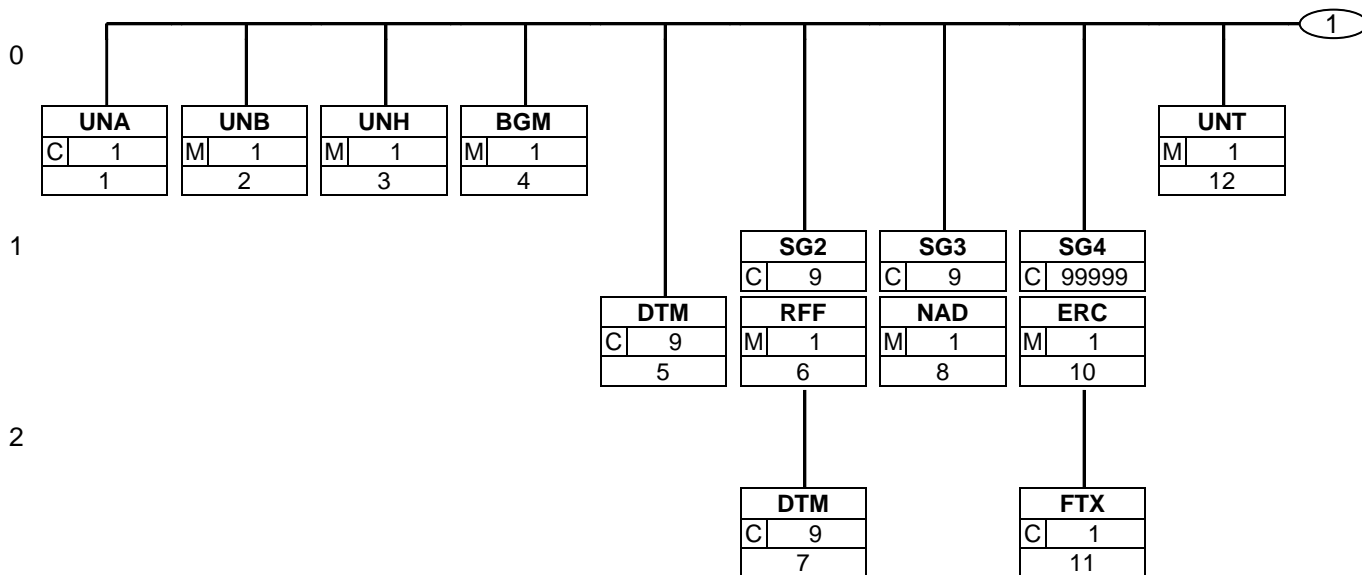 1
0
UNA UNB UNH BGM UNT
C 1 M 1 M 1 M 1 M 1
1 2 3 4 12
1
SG2 SG3 SG4
C 9 C 9 C 99999
DTM RFF NAD ERC
C 9 M 1 M 1 M 1
5 6 8 10
2
DTM FTX
C 9 C 1
7 11